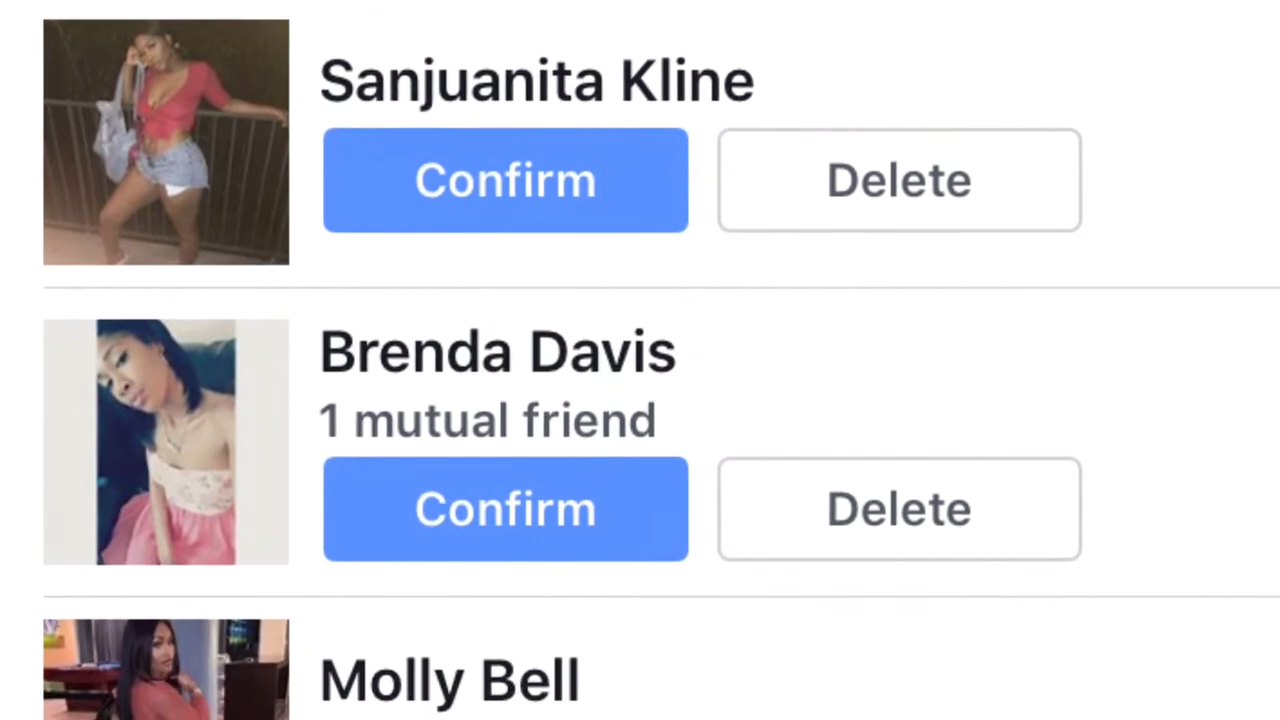 Sanjuanita Kline
Confirm Delete
Brenda Davis
1 mutual friend
Confirm Delete
Molly Bell